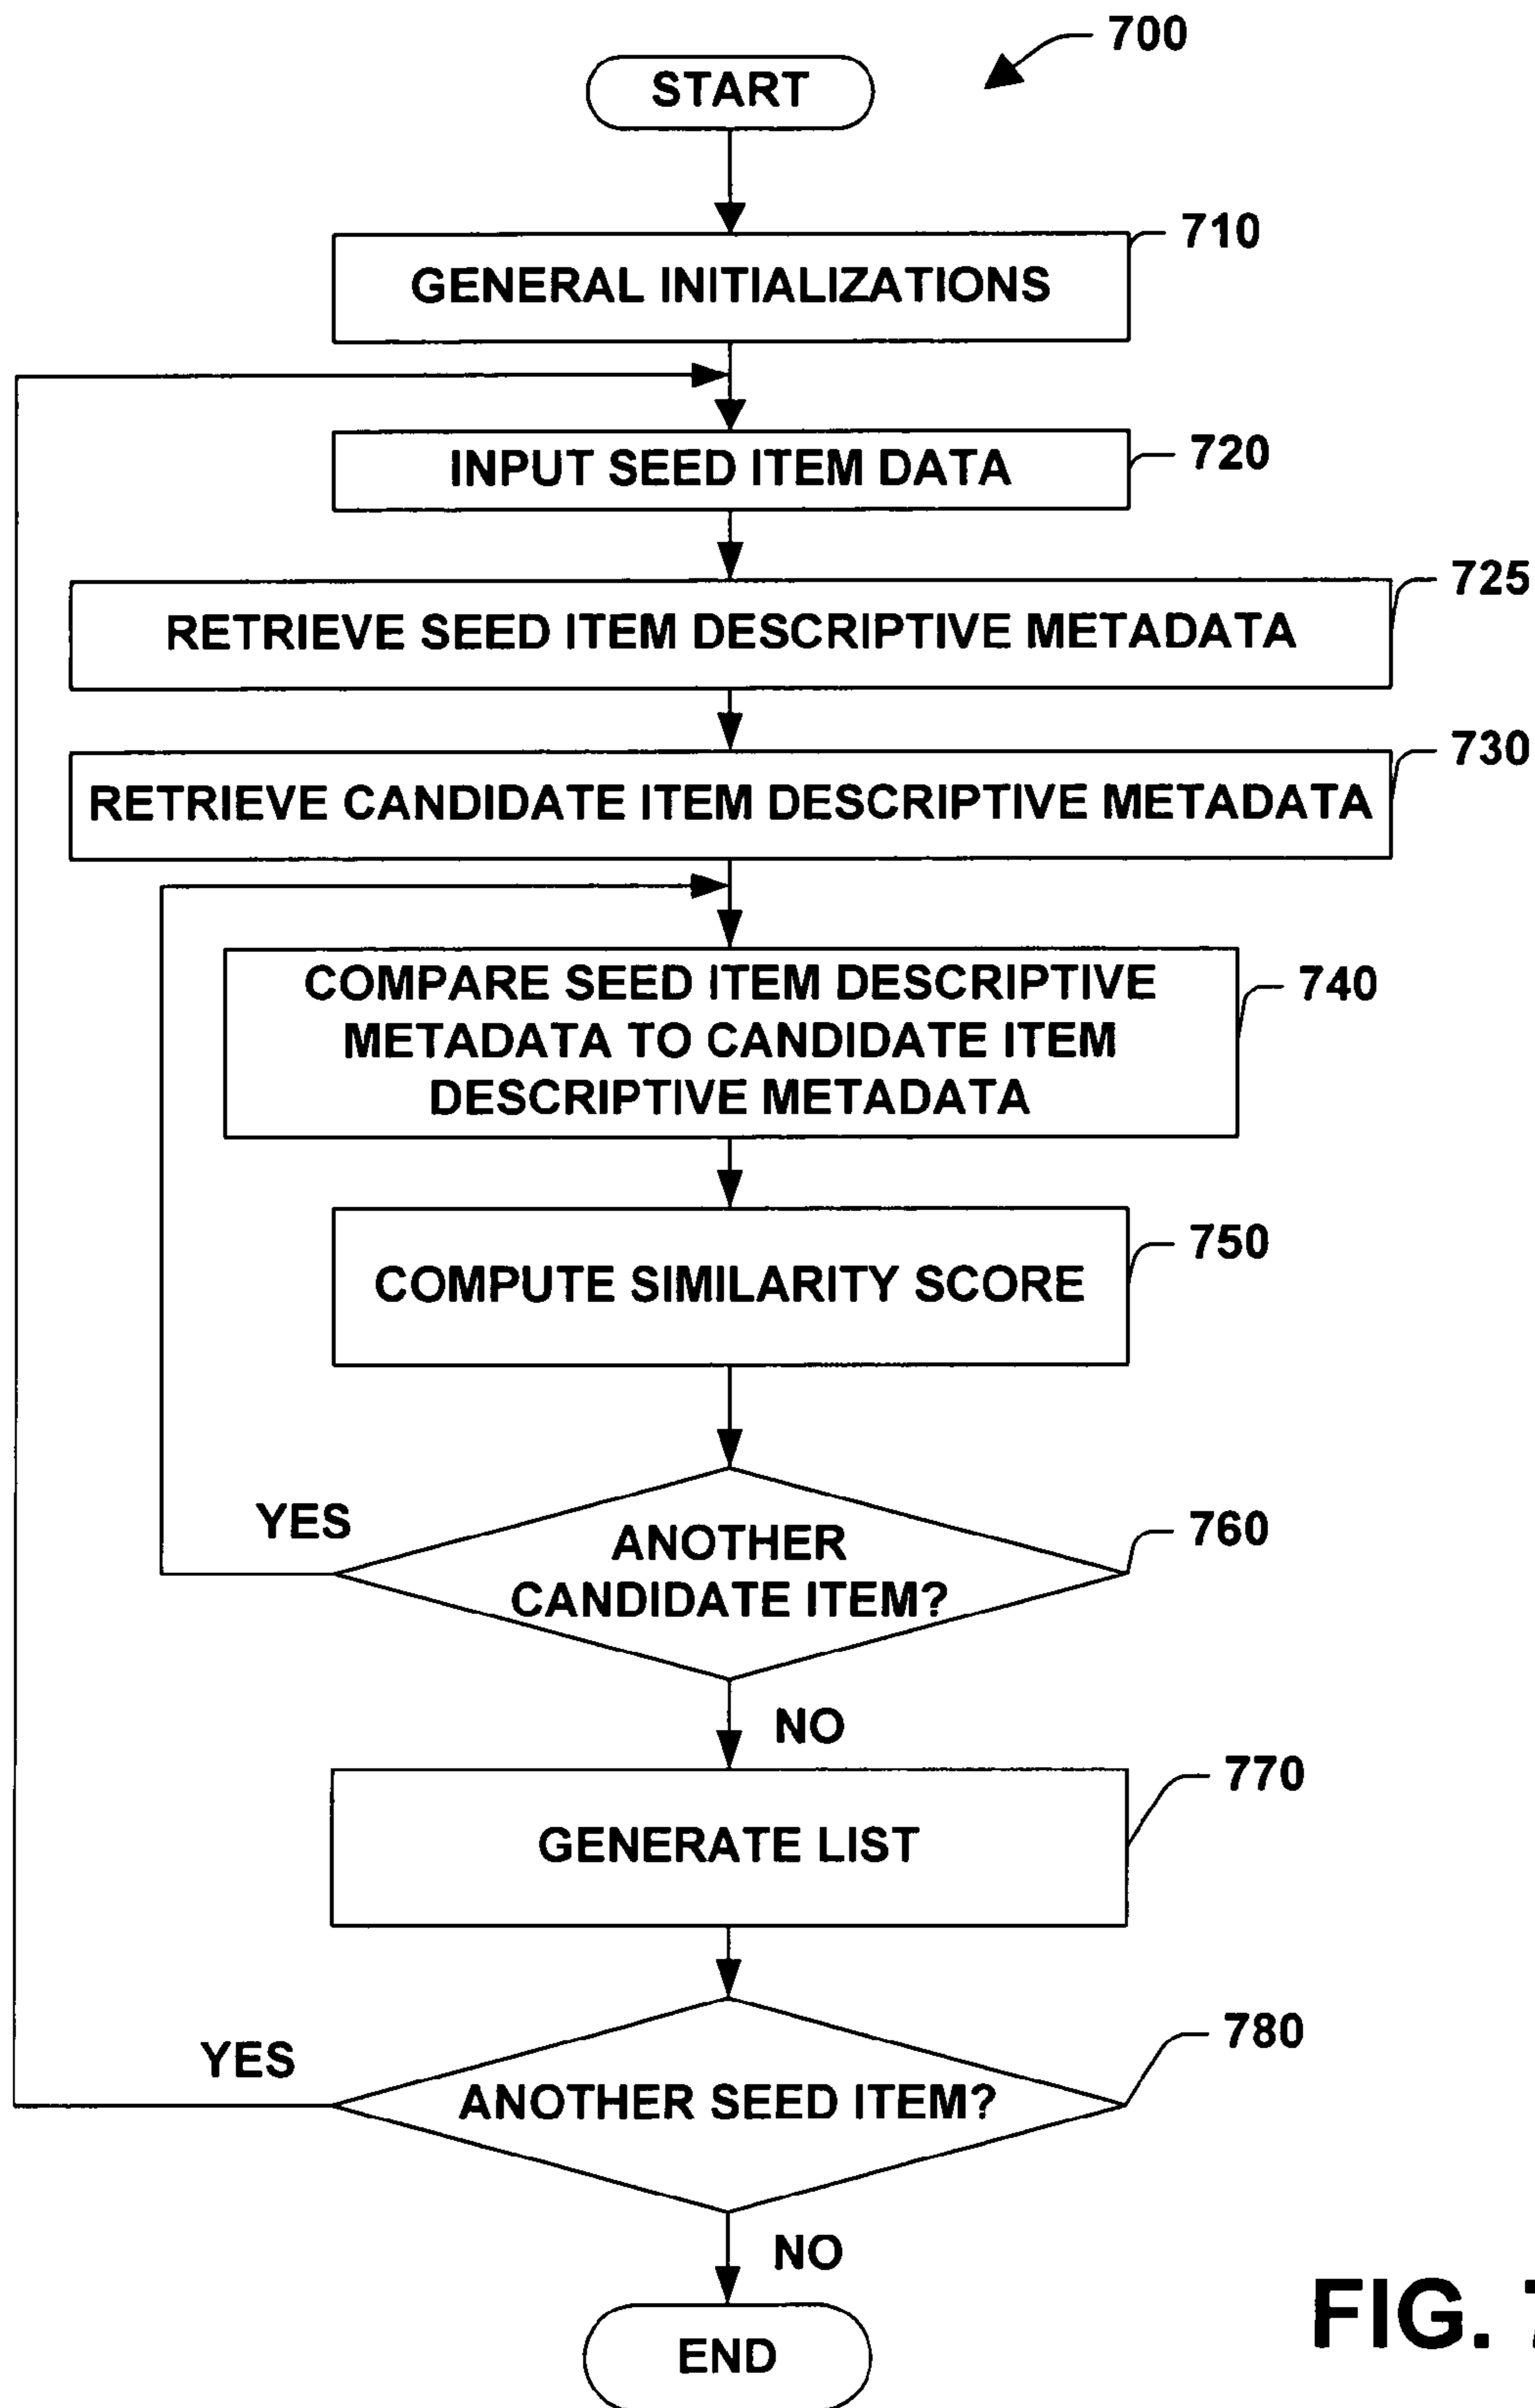 700
START
710
GENERAL INITIALIZATIONS
720
INPUT SEED ITEM DATA
725
RETRIEVE SEED ITEM DESCRIPTIVE METADATA
730
RETRIEVE CANDIDATE ITEM DESCRIPTIVE METADATA
COMPARE SEED ITEM DESCRIPTIVE
METADATA TO CANDIDATE ITEM
DESCRIPTIVE METADATA
740
750
COMPUTE SIMILARITY SCORE
YES
ANOTHER
CANDIDATE ITEM?
760
NO
770
GENERATE LIST
780
YES
ANOTHER SEED ITEM?
NO
END
FIG. 7